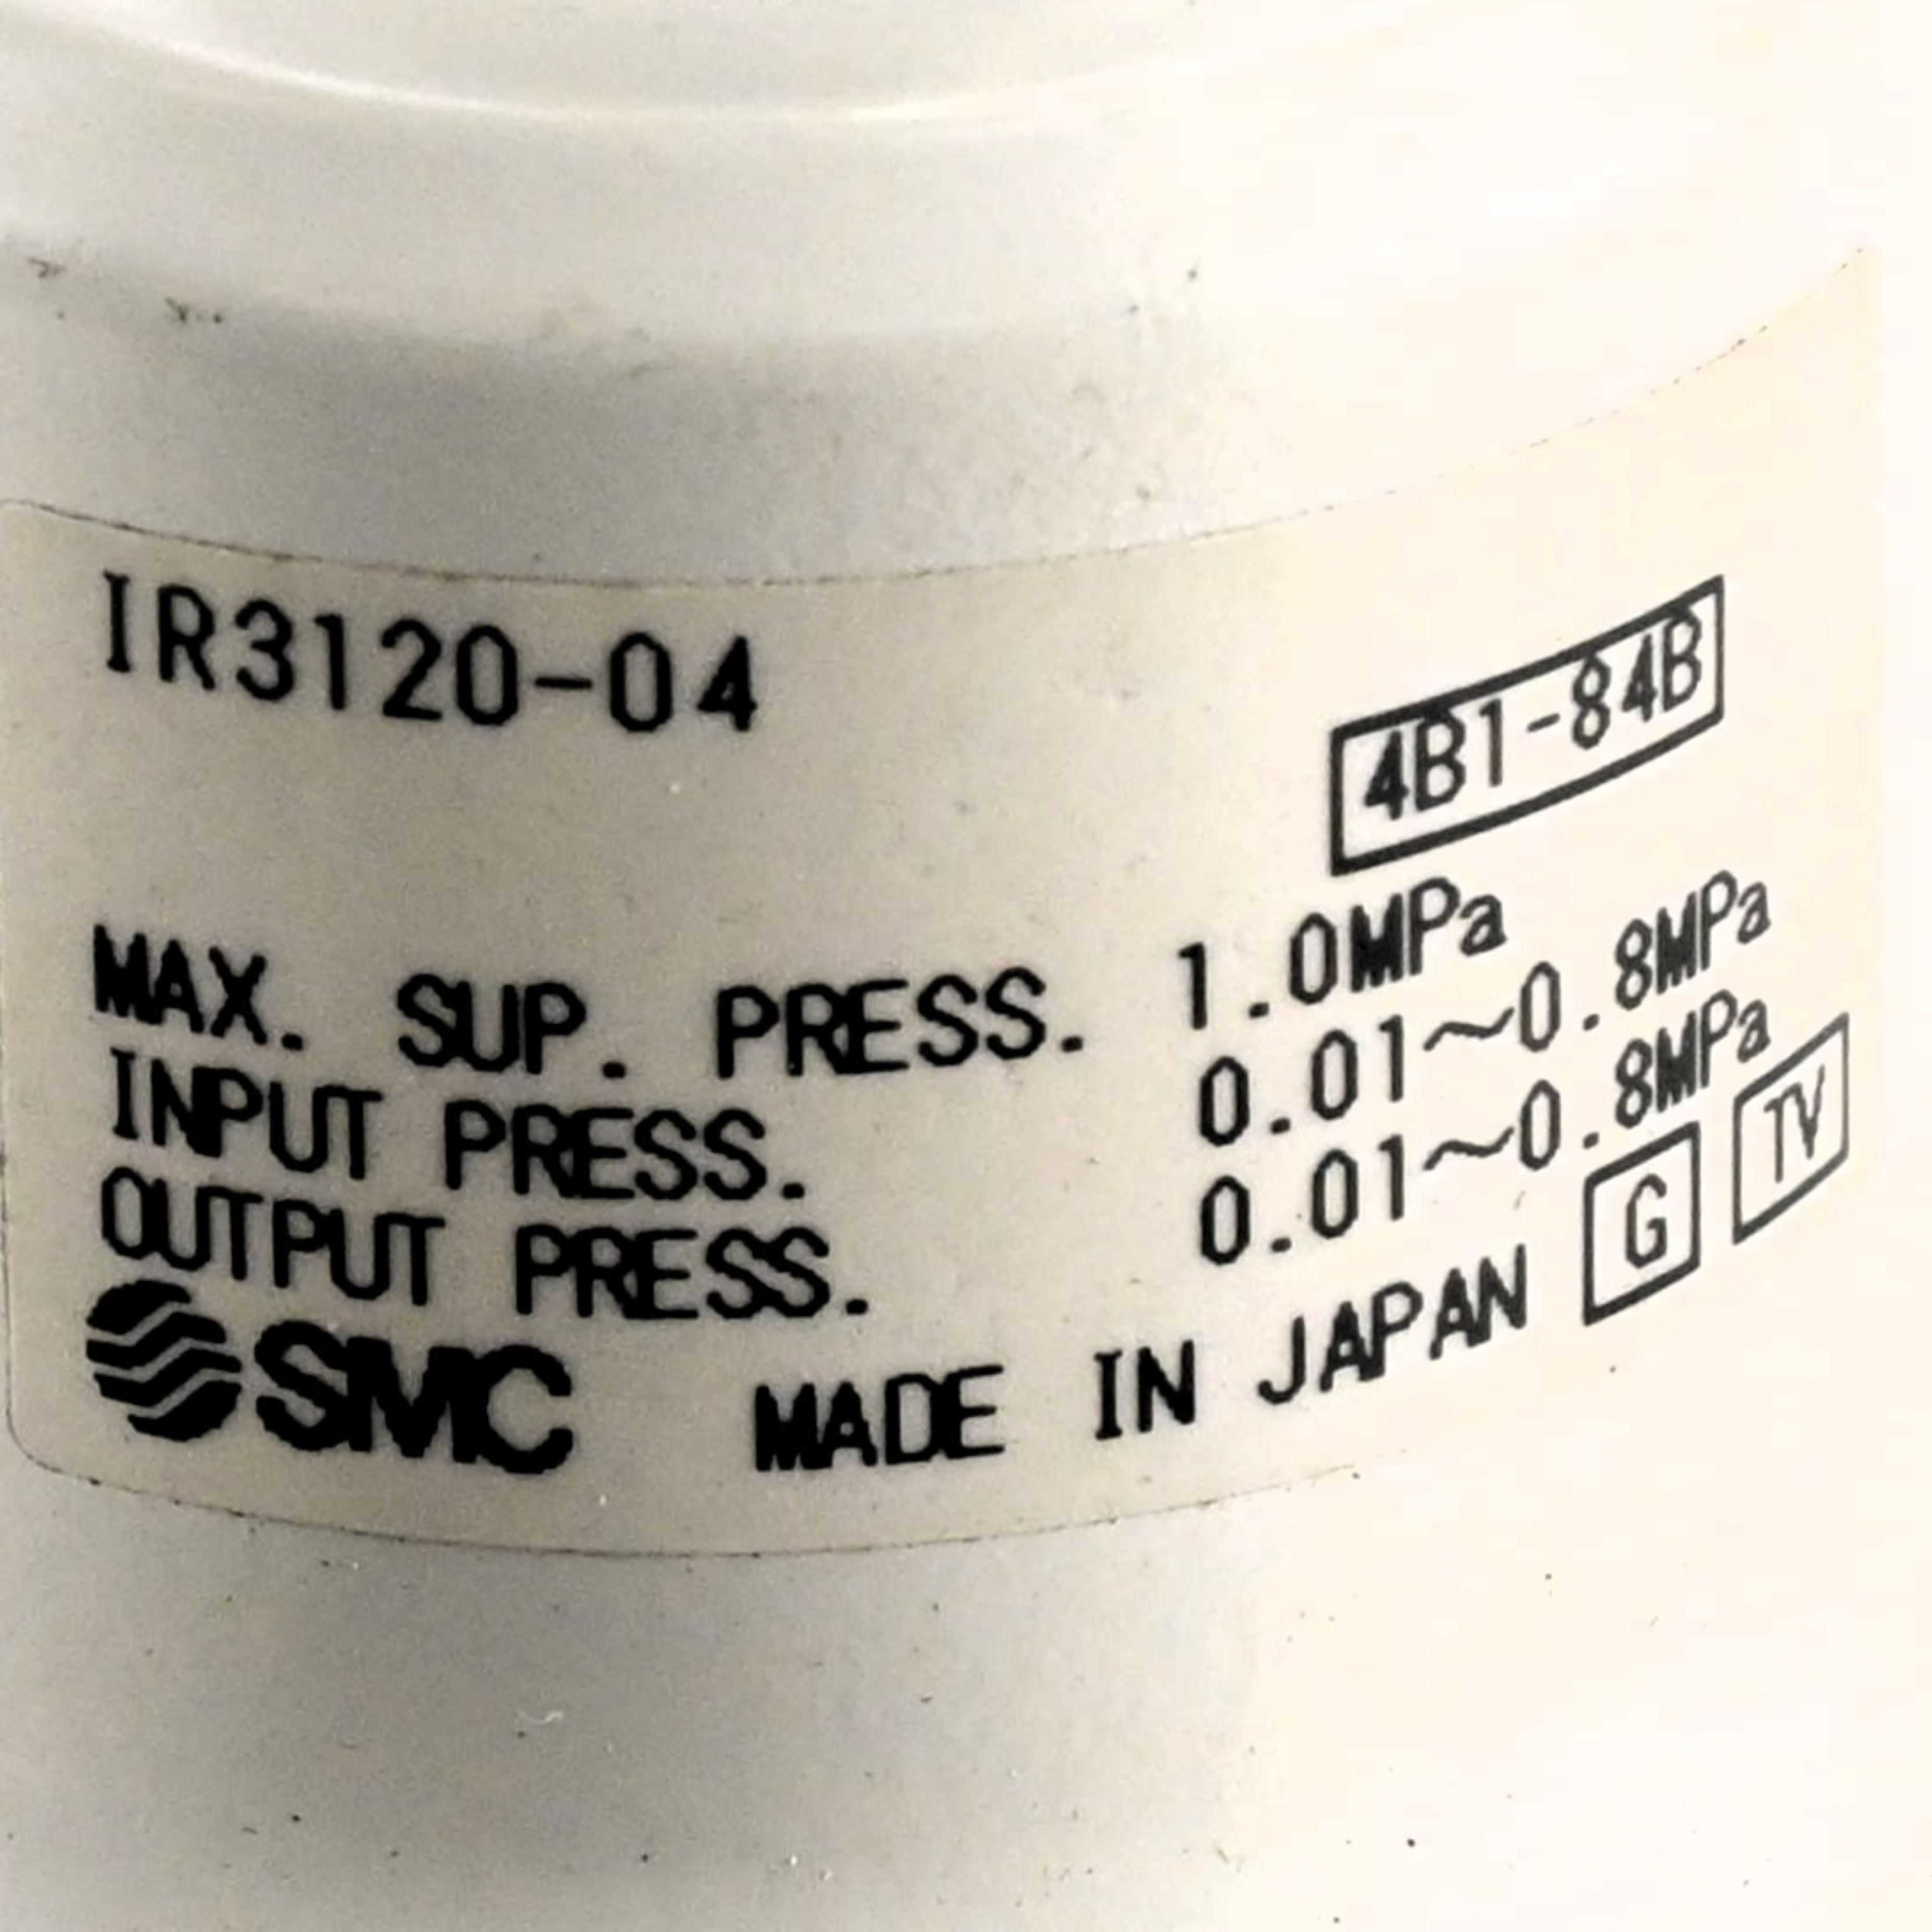 IR3120-04
4B1-84B
MAX. SUP. PRESS. 1.0MPa
INPUT PRESS. 0.01~0.8MPa
OUTPUT PRESS. 0.01~0.8MPa
SMC MADE IN JAPAN G TV